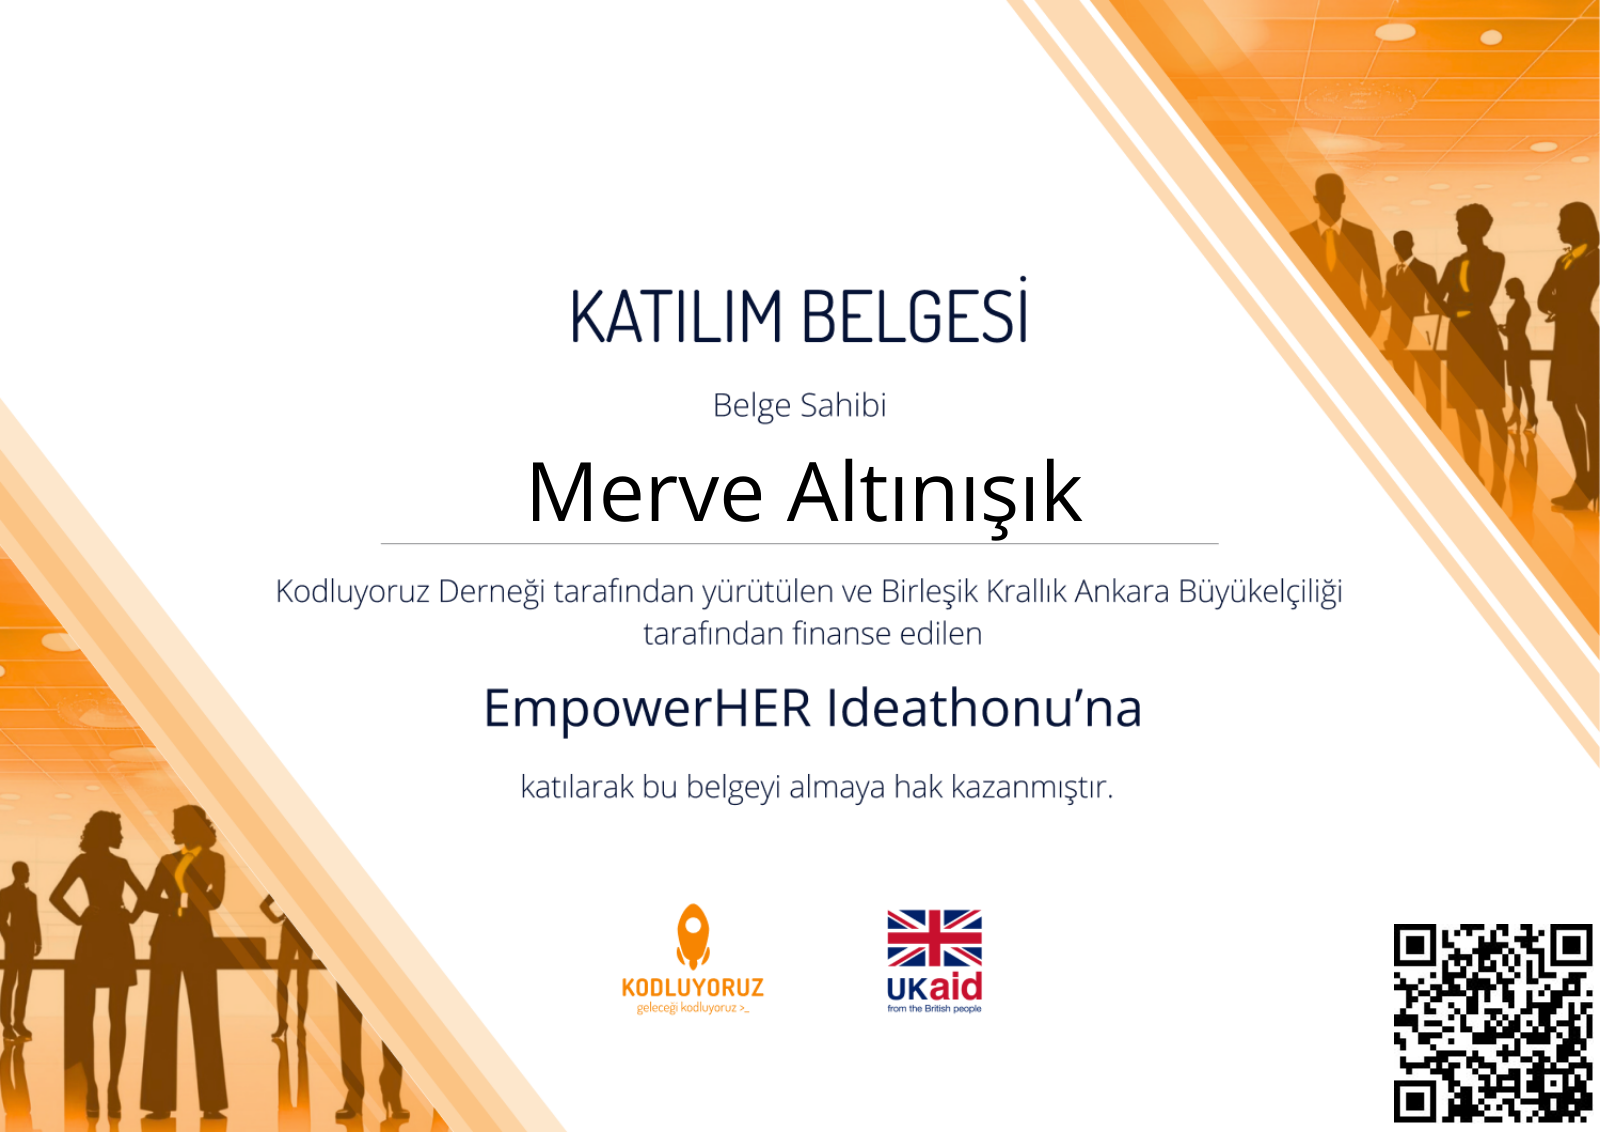 KATILIM BELGESİ
Belge Sahibi
Merve Altınışık
Kodluyoruz Derneği tarafından yürütülen ve Birleşik Krallık Ankara Büyükelçiliği
tarafından finanse edilen
EmpowerHER Ideathonu’na
katılarak bu belgeyi almaya hak kazanmıştır.
KODLUYORUZ
geleceği kodluyoruz >_
UKaid
from the British people